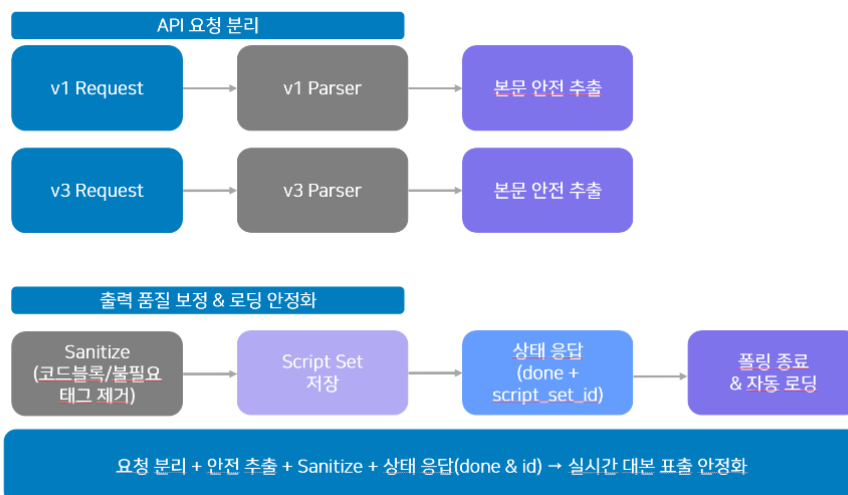 API 요청 분리
v1 Request
v1 Parser
본문 안전 추출
v3 Request
v3 Parser
본문 안전 추출
출력 품질 보정 & 로딩 안정화
Sanitize
(코드블록/불필요
태그 제거)
Script Set
저장
상태 응답
(done +
script_set_id)
폴링 종료
& 자동 로딩
요청 분리 + 안전 추출 + Sanitize + 상태 응답(done & id) → 실시간 대본 표출 안정화